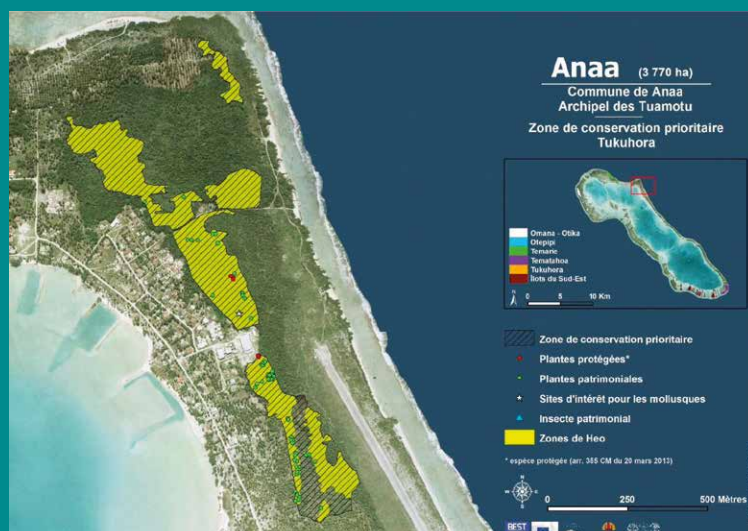 Anaa (3 770 ha)
Commune de Anaa
Archipel des Tuamotu
Zone de conservation prioritaire
Tukuhora
Omana - Otika
Olepipi
Temarie
Tematahoa
Tukuhora
Ilots du Sud-Est
N
0 5 10 Km
Zone de conservation prioritaire
Plantes protégées*
Plantes patrimoniales
Sites d'intérêt pour les mollusques
Insecte patrimonial
Zones de Heo
* espèce protégée (arr. 355 CM du 20 mars 2013)
0 250 500 Mètres
BEST